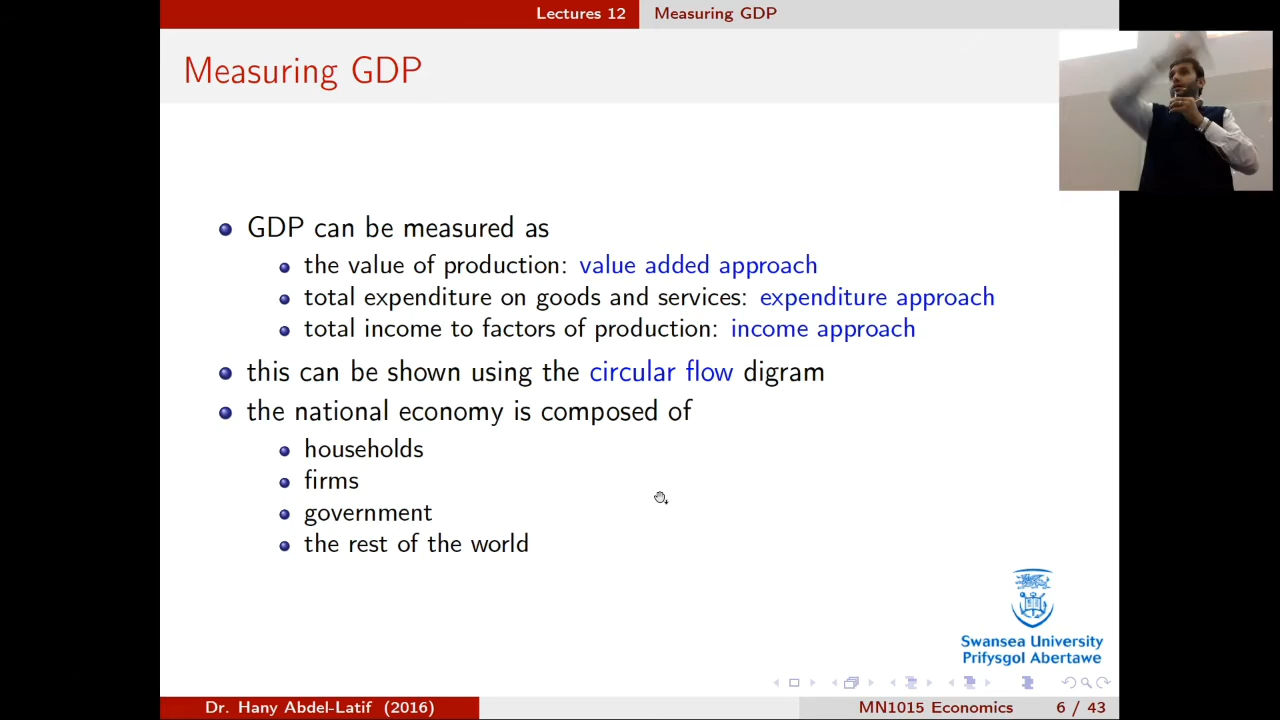 Lectures 12 Measuring GDP
Measuring GDP
GDP can be measured as
the value of production: value added approach
total expenditure on goods and services: expenditure approach
total income to factors of production: income approach
this can be shown using the circular flow digram
the national economy is composed of
households
firms
government
the rest of the world
Swansea University
Prifysgol Abertawe
Dr. Hany Abdel-Latif (2016) MN1015 Economics 6 / 43